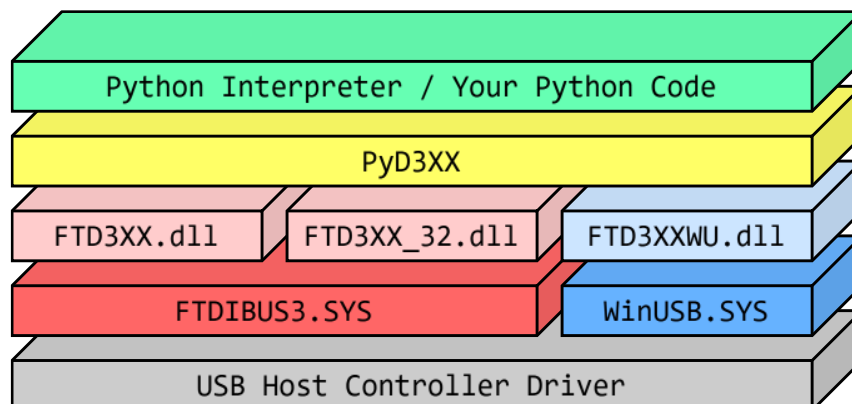 Python Interpreter / Your Python Code
PyD3XX
FTD3XX.dll
FTD3XX_32.dll
FTD3XXWU.dll
FTDIBUS3.SYS
WinUSB.SYS
USB Host Controller Driver